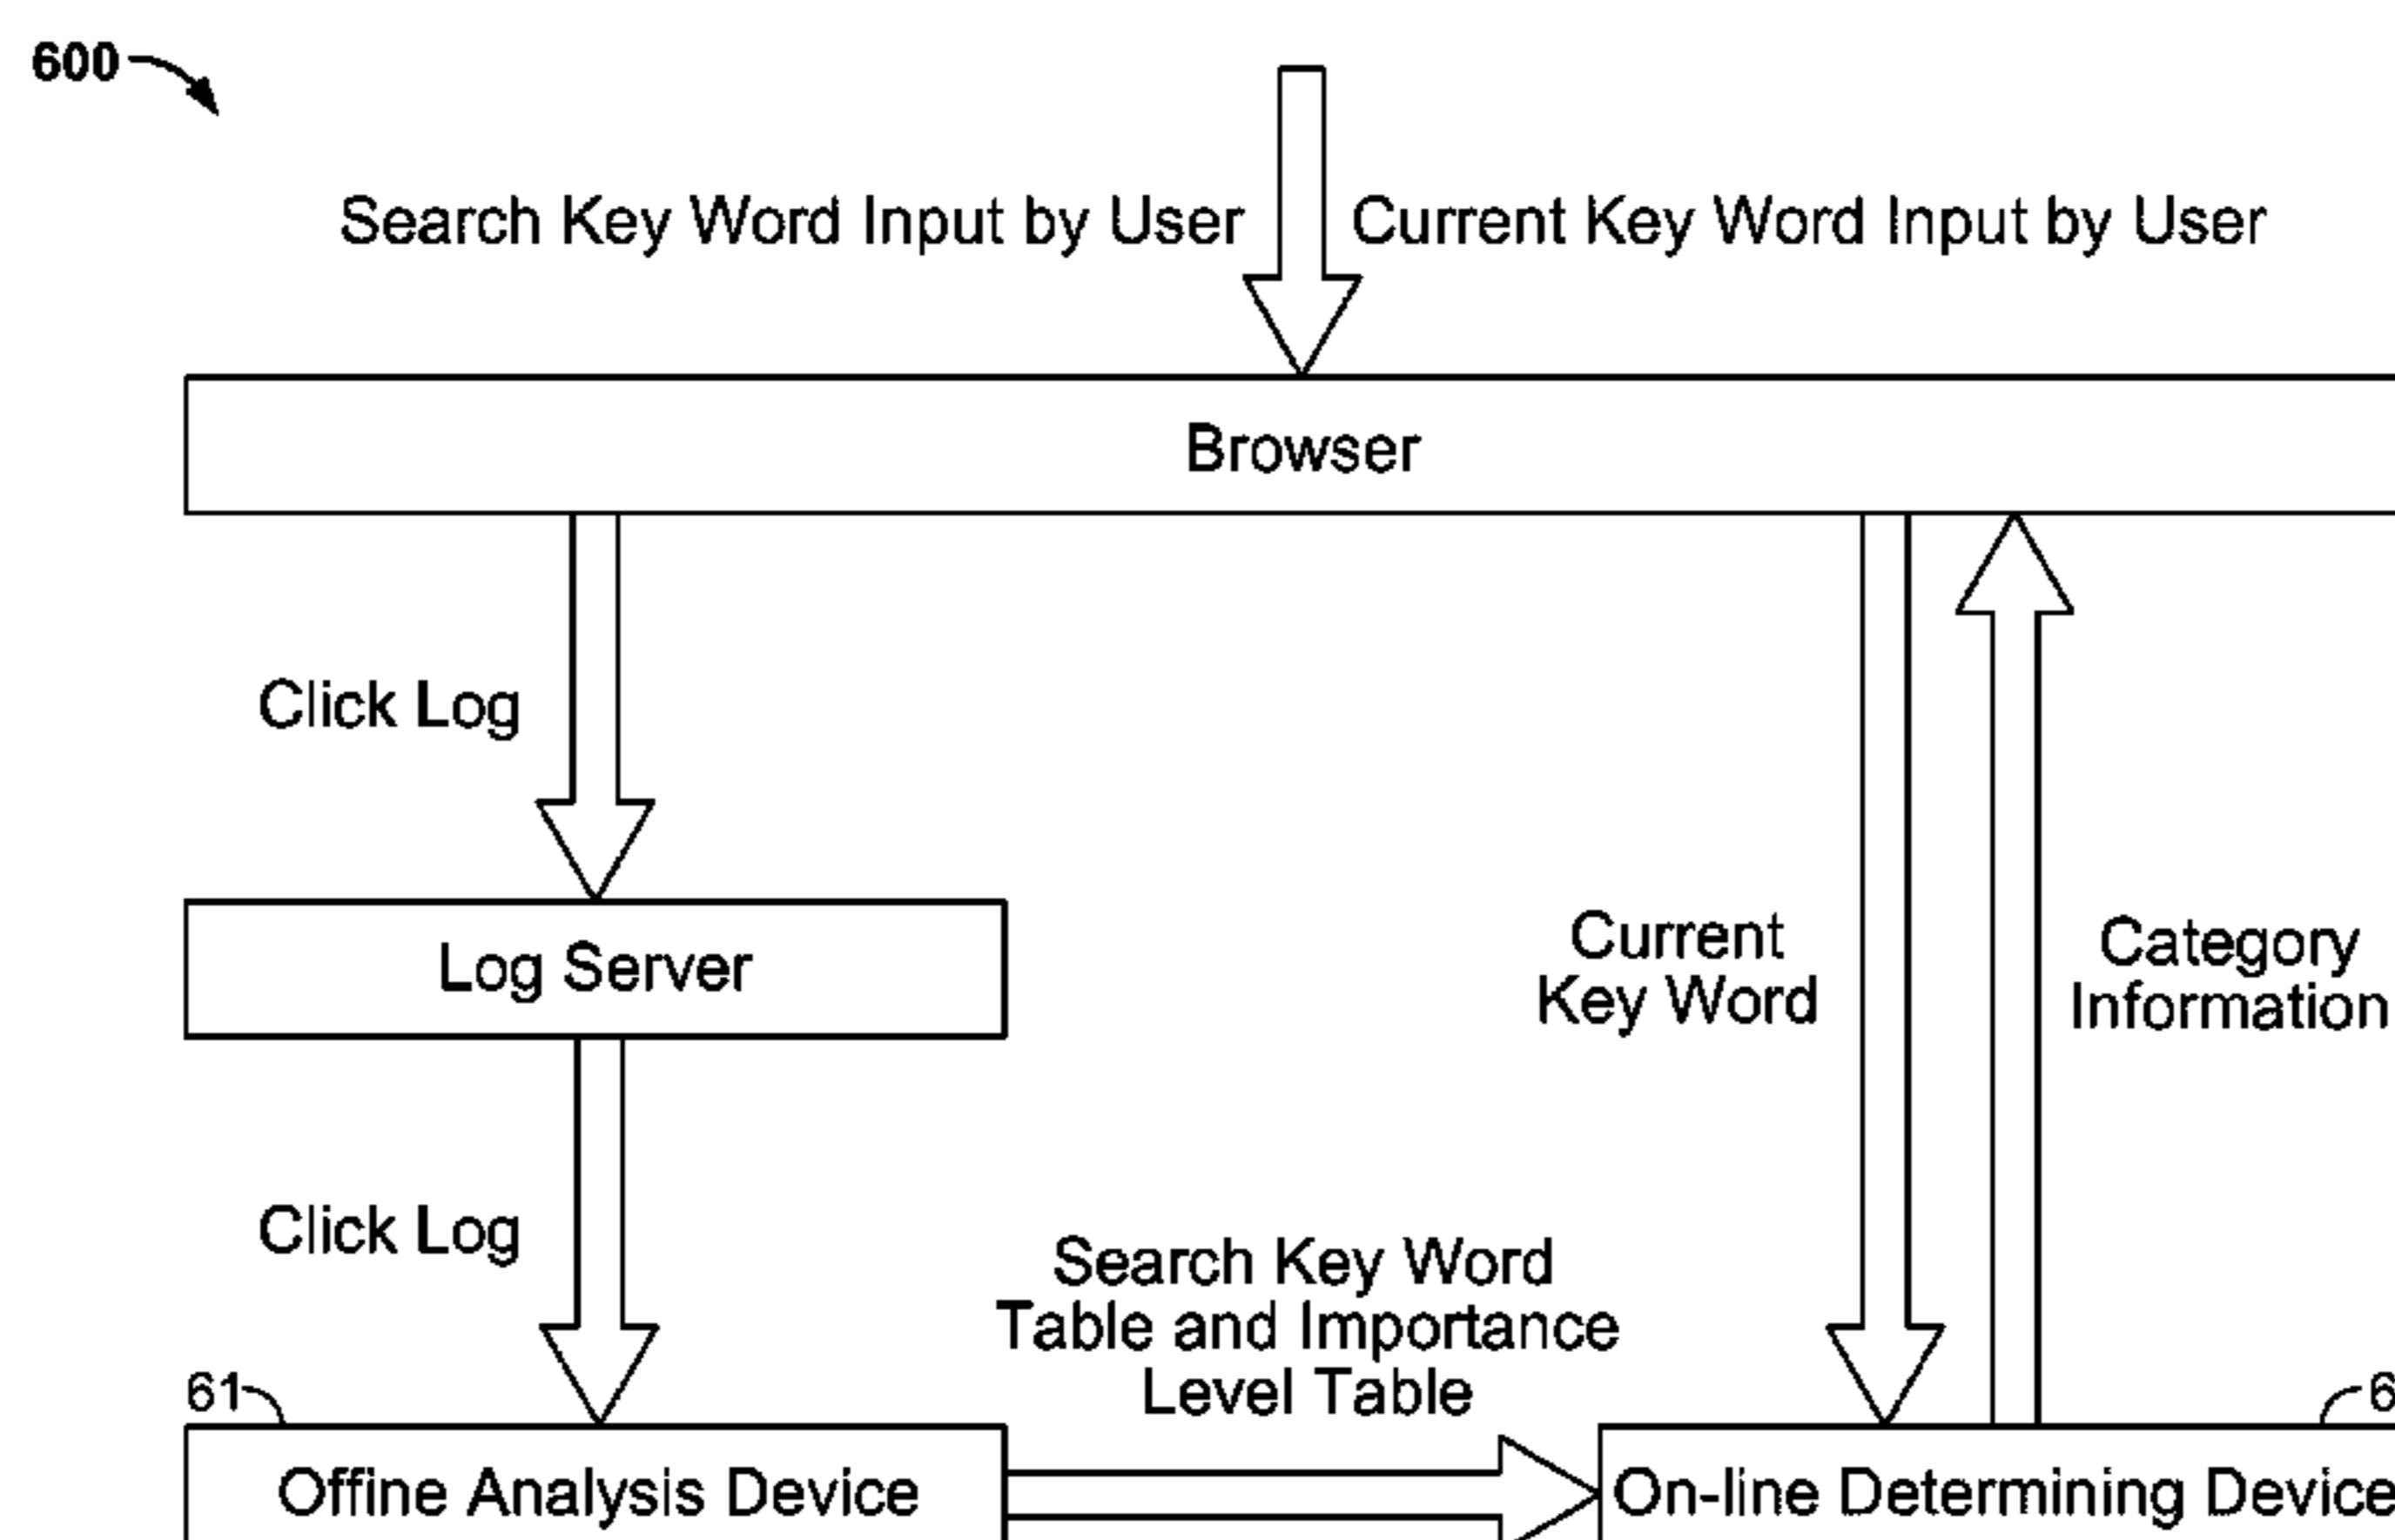 600
Search Key Word Input by User
Current Key Word Input by User
Browser
Click Log
Log Server
Current
Key Word
Category
Information
Click Log
Search Key Word
Table and Importance
Level Table
61
6
Offine Analysis Device
On-line Determining Device